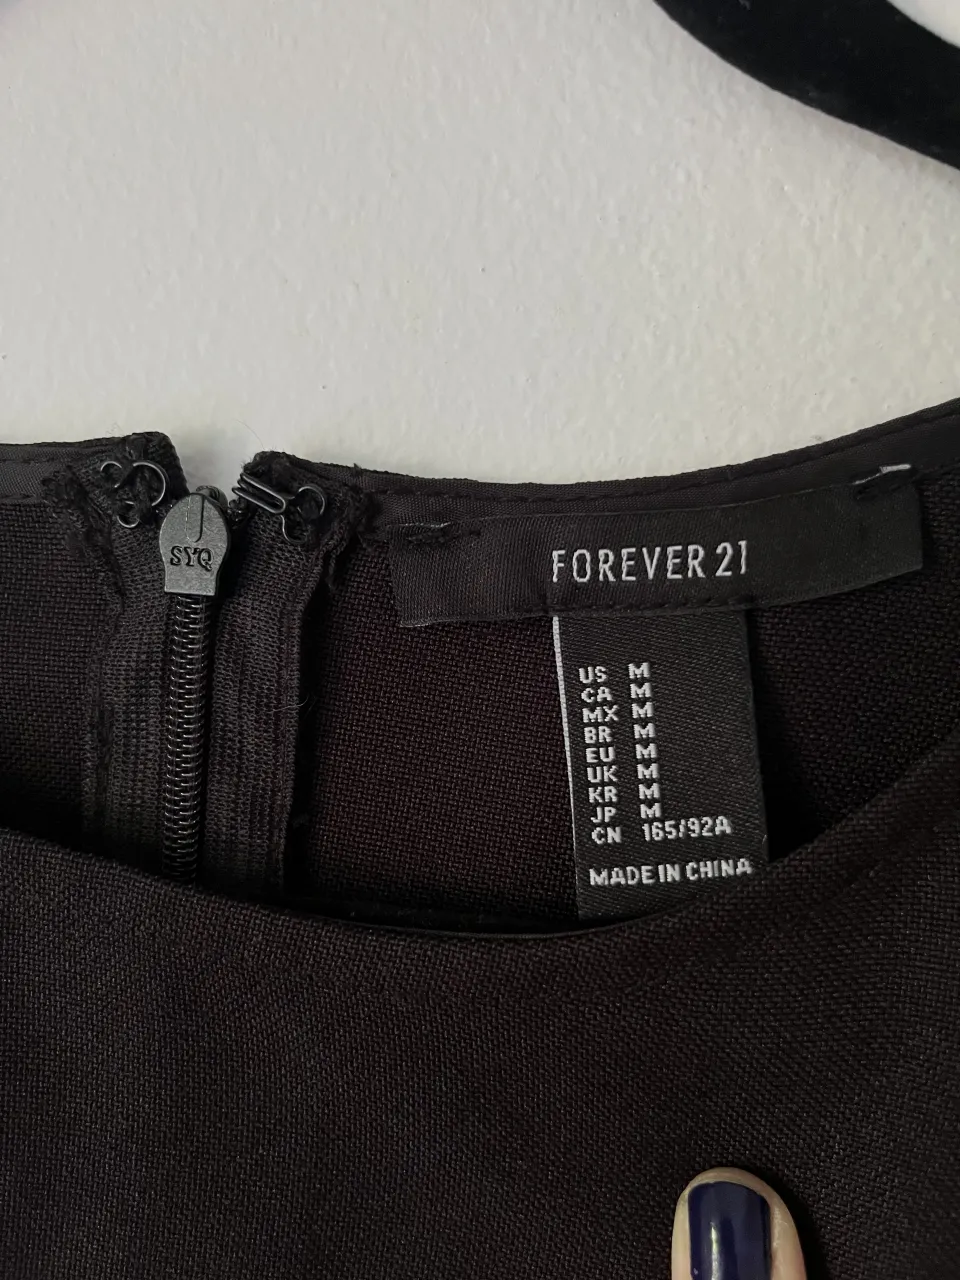 SYQ
FOREVER 21
US M
CA M
MX M
BR M
EU M
UK M
KR M
JP M
CN 165/92A
MADE IN CHINA